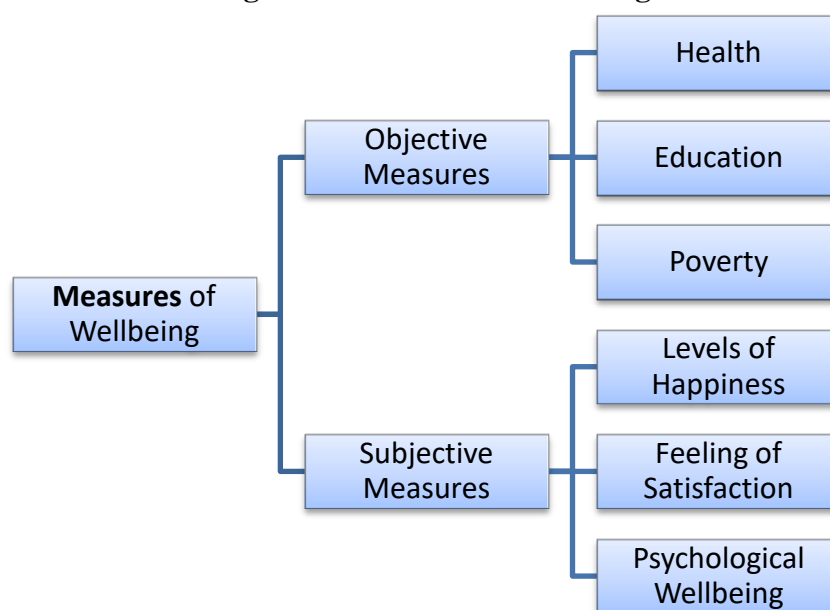 Health
Objective
Measures
Education
Poverty
Measures of
Wellbeing
Levels of
Happiness
Subjective
Measures
Feeling of
Satisfaction
Psychological
Wellbeing